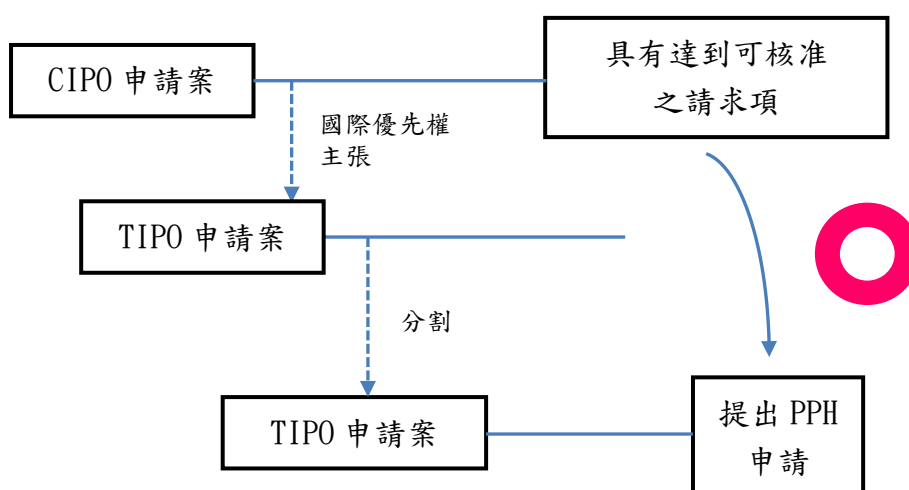 CIPO 申請案
具有達到可核准
之請求項
國際優先權
主張
TIPO 申請案
分割
TIPO 申請案
提出 PPH
申請